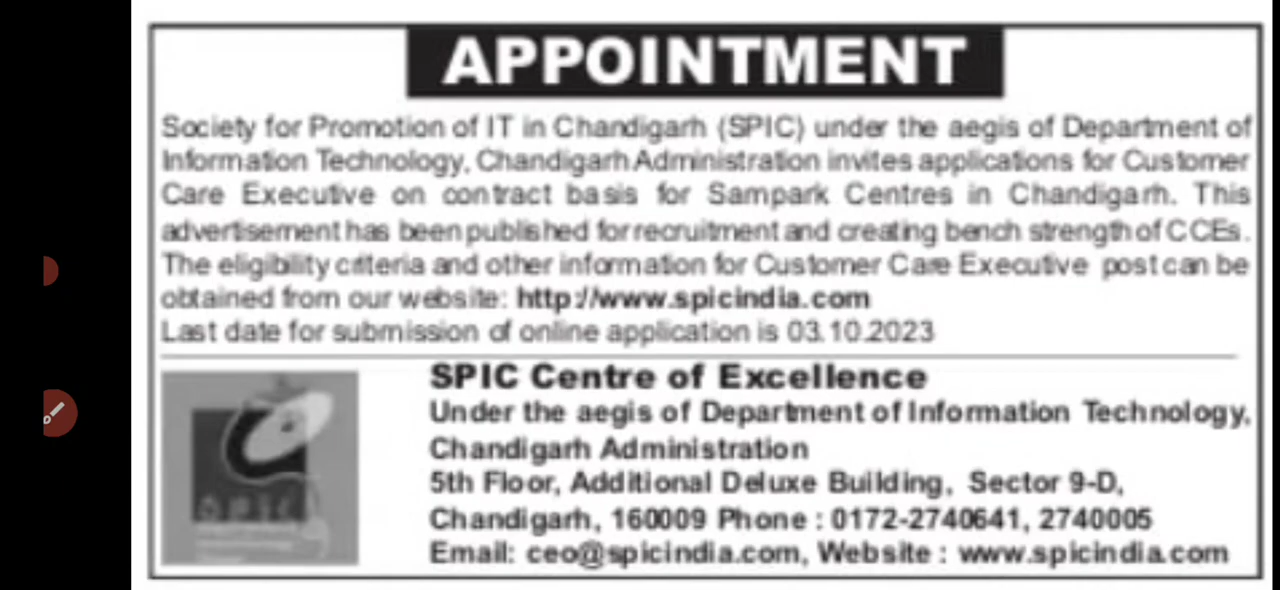 APPOINTMENT
Society for Promotion of IT in Chandigarh (SPIC) under the aegis of Department of
Information Technology, Chandigarh Administration invites applications for Customer
Care Executive on contract basis for Sampark Centres in Chandigarh. This
advertisement has been published for recruitment and creating bench strength of CCEs.
The eligibility criteria and other information for Customer Care Executive post can be
obtained from our website: http://www.spicindia.com
Last date for submission of online application is 03.10.2023
SPIC Centre of Excellence
Under the aegis of Department of Information Technology,
Chandigarh Administration
5th Floor, Additional Deluxe Building, Sector 9-D,
Chandigarh, 160009 Phone : 0172-2740641, 2740005
Email: ceo@spicindia.com, Website : www.spicindia.com
SPIC